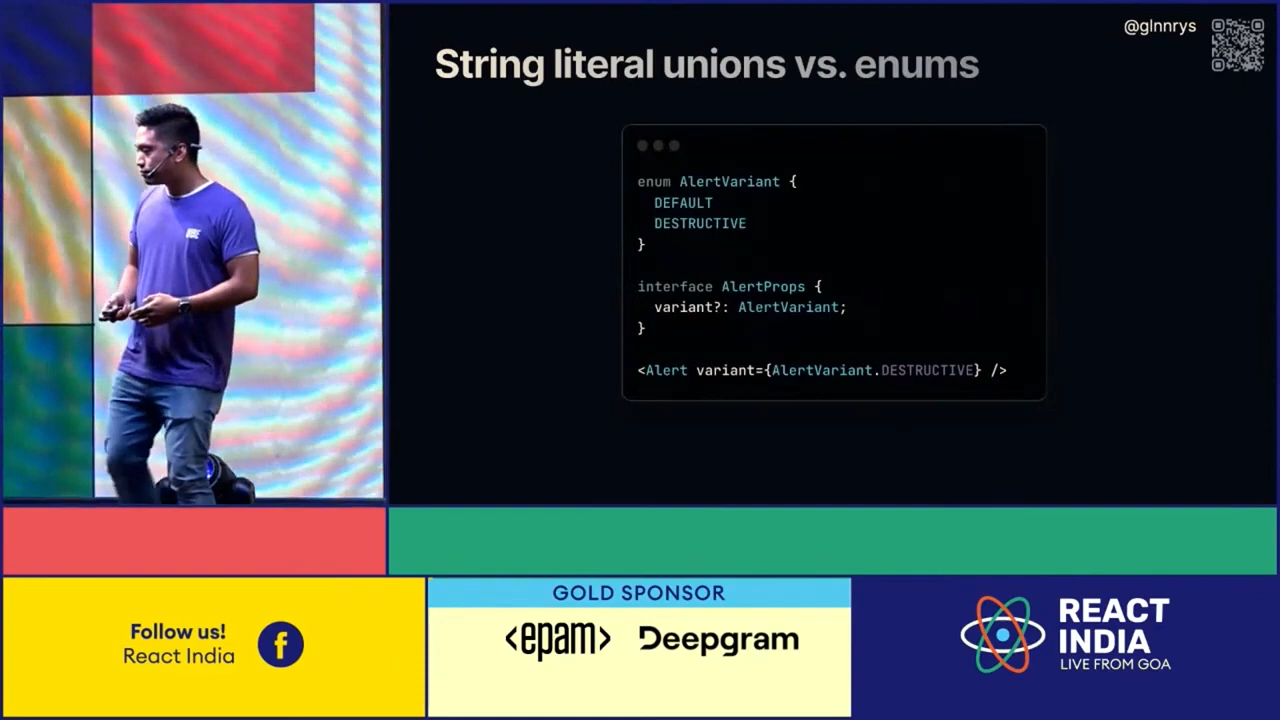 @glnnrys
String literal unions vs. enums
enum AlertVariant {
DEFAULT
DESTRUCTIVE
}
interface AlertProps {
variant?: AlertVariant;
}
<Alert variant={AlertVariant.DESTRUCTIVE} />
Follow us!
React India
GOLD SPONSOR
<epam>
Deepgram
REACT
INDIA
LIVE FROM GOA